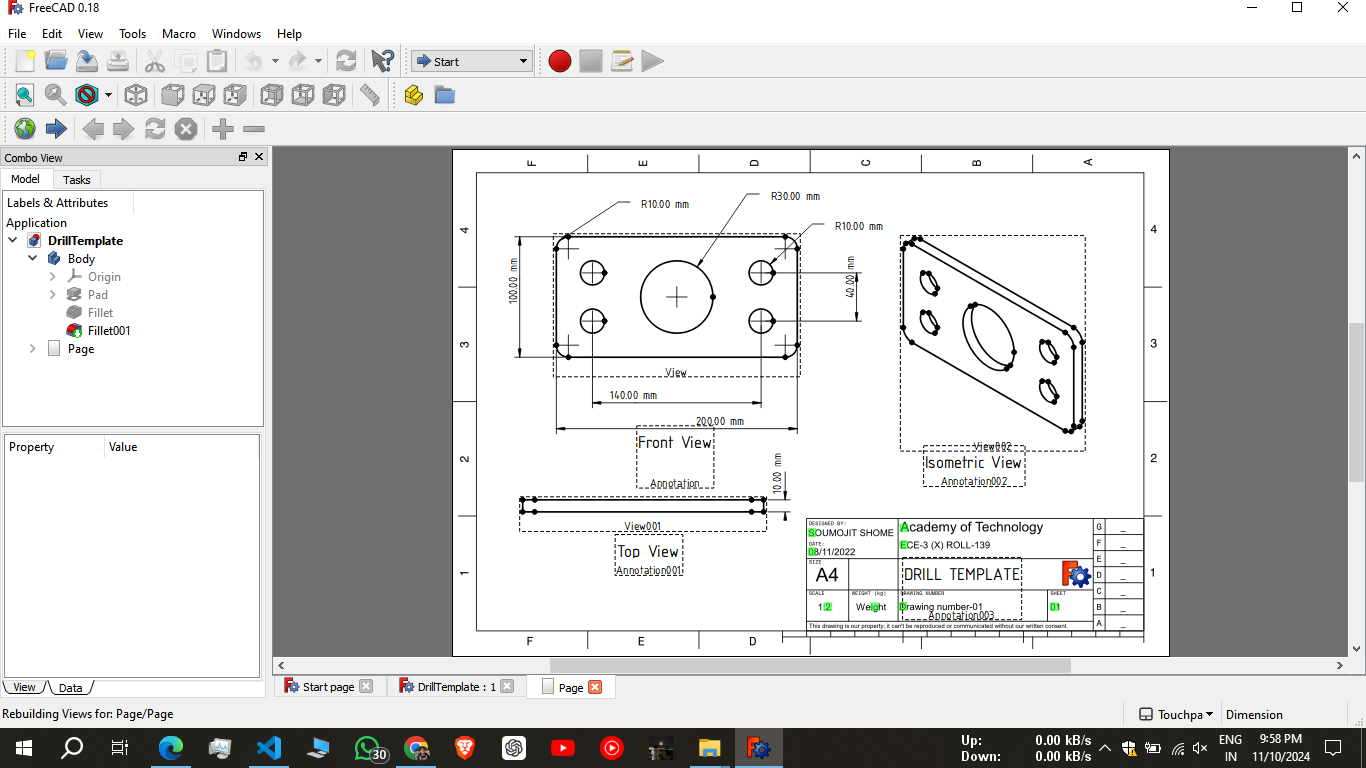 FreeCAD 0.18
File Edit View Tools Macro Windows Help
Start
Combo View
Model Tasks
Labels & Attributes
Application
DrillTemplate
Body
Origin
Pad
Fillet
Fillet001
Page
Property Value
View Data
F E D C B A
4
3
2
1
R10.00 mm
R30.00 mm
R10.00 mm
100.00 mm
40.00 mm
View
140.00 mm
200.00 mm
Front View
Annotation
10.00 mm
View001
Top View
Annotation001
View002
Isometric View
Annotation002
4
3
2
1
DESIGNED BY:
SOUMOJIT SHOME
DATE:
08/11/2022
SIZE
A4
SCALE
1:2
WEIGHT (kg)
Weight
Academy of Technology
ECE-3 (X) ROLL-139
DRILL TEMPLATE
DRAWING NUMBER
Drawing number-01
Annotation003
SHEET
01
This drawing is our property; it can't be reproduced or communicated without our written consent.
G _
F _
E _
D _
C _
B _
A _
F E D
Start page DrillTemplate : 1 Page
Rebuilding Views for: Page/Page
Touchpa Dimension
30
Up: 0.00 kB/s
Down: 0.00 kB/s
ENG
IN
9:58 PM
11/10/2024